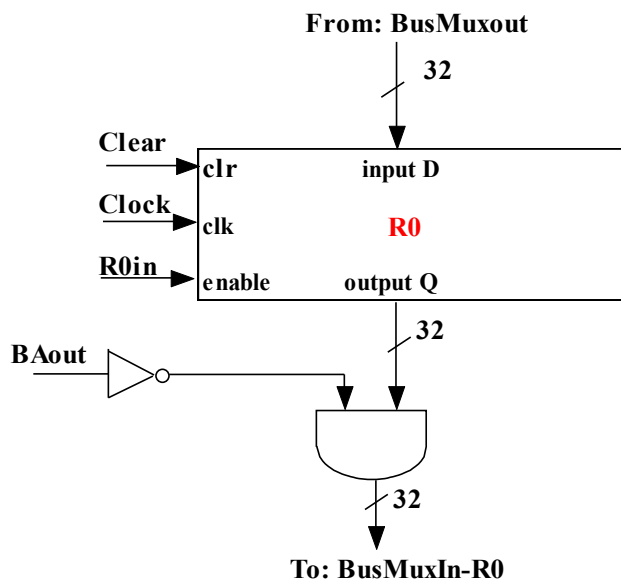 From: BusMuxout
32
Clear
clr
input D
Clock
clk
R0
R0in
enable
output Q
32
BAout
32
To: BusMuxIn-R0